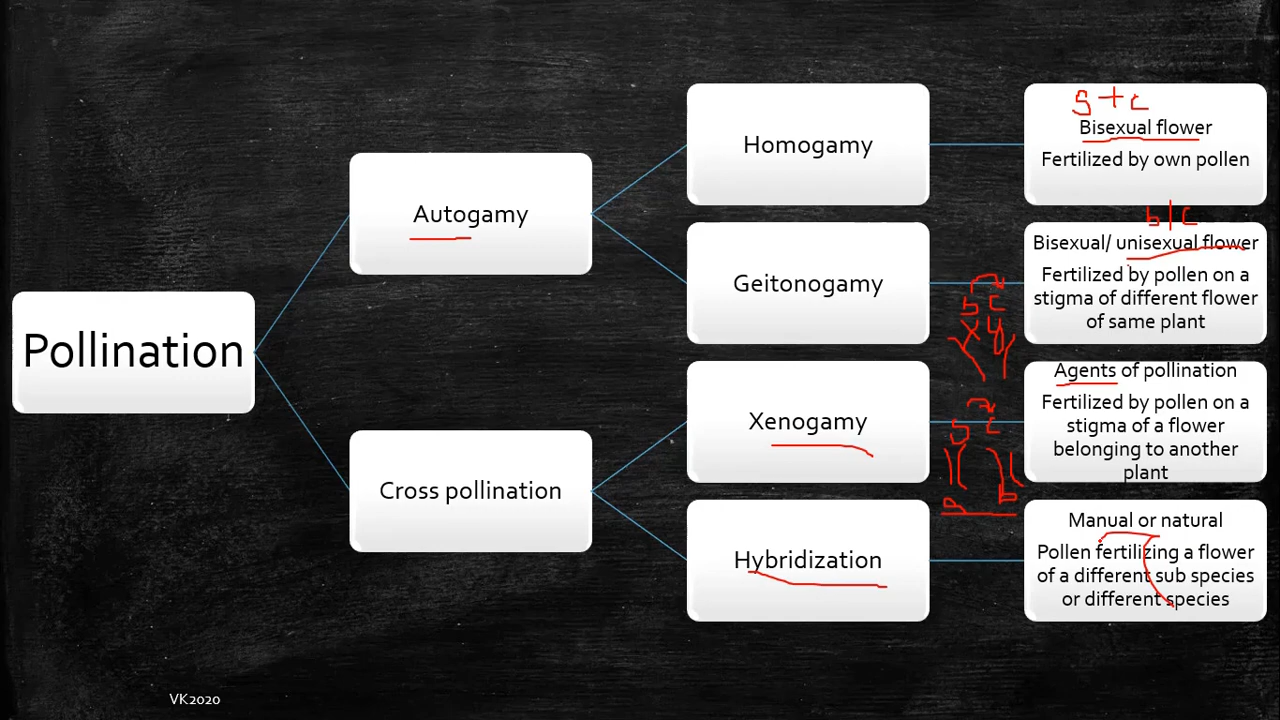 Pollination
Autogamy
Cross pollination
Homogamy
Geitonogamy
Xenogamy
Hybridization
S + C
Bisexual flower
Fertilized by own pollen
b | C
Bisexual/ unisexual flower
Fertilized by pollen on a
stigma of different flower
of same plant
Agents of pollination
Fertilized by pollen on a
stigma of a flower
belonging to another
plant
Manual or natural
Pollen fertilizing a flower
of a different sub species
or different species
VK2020